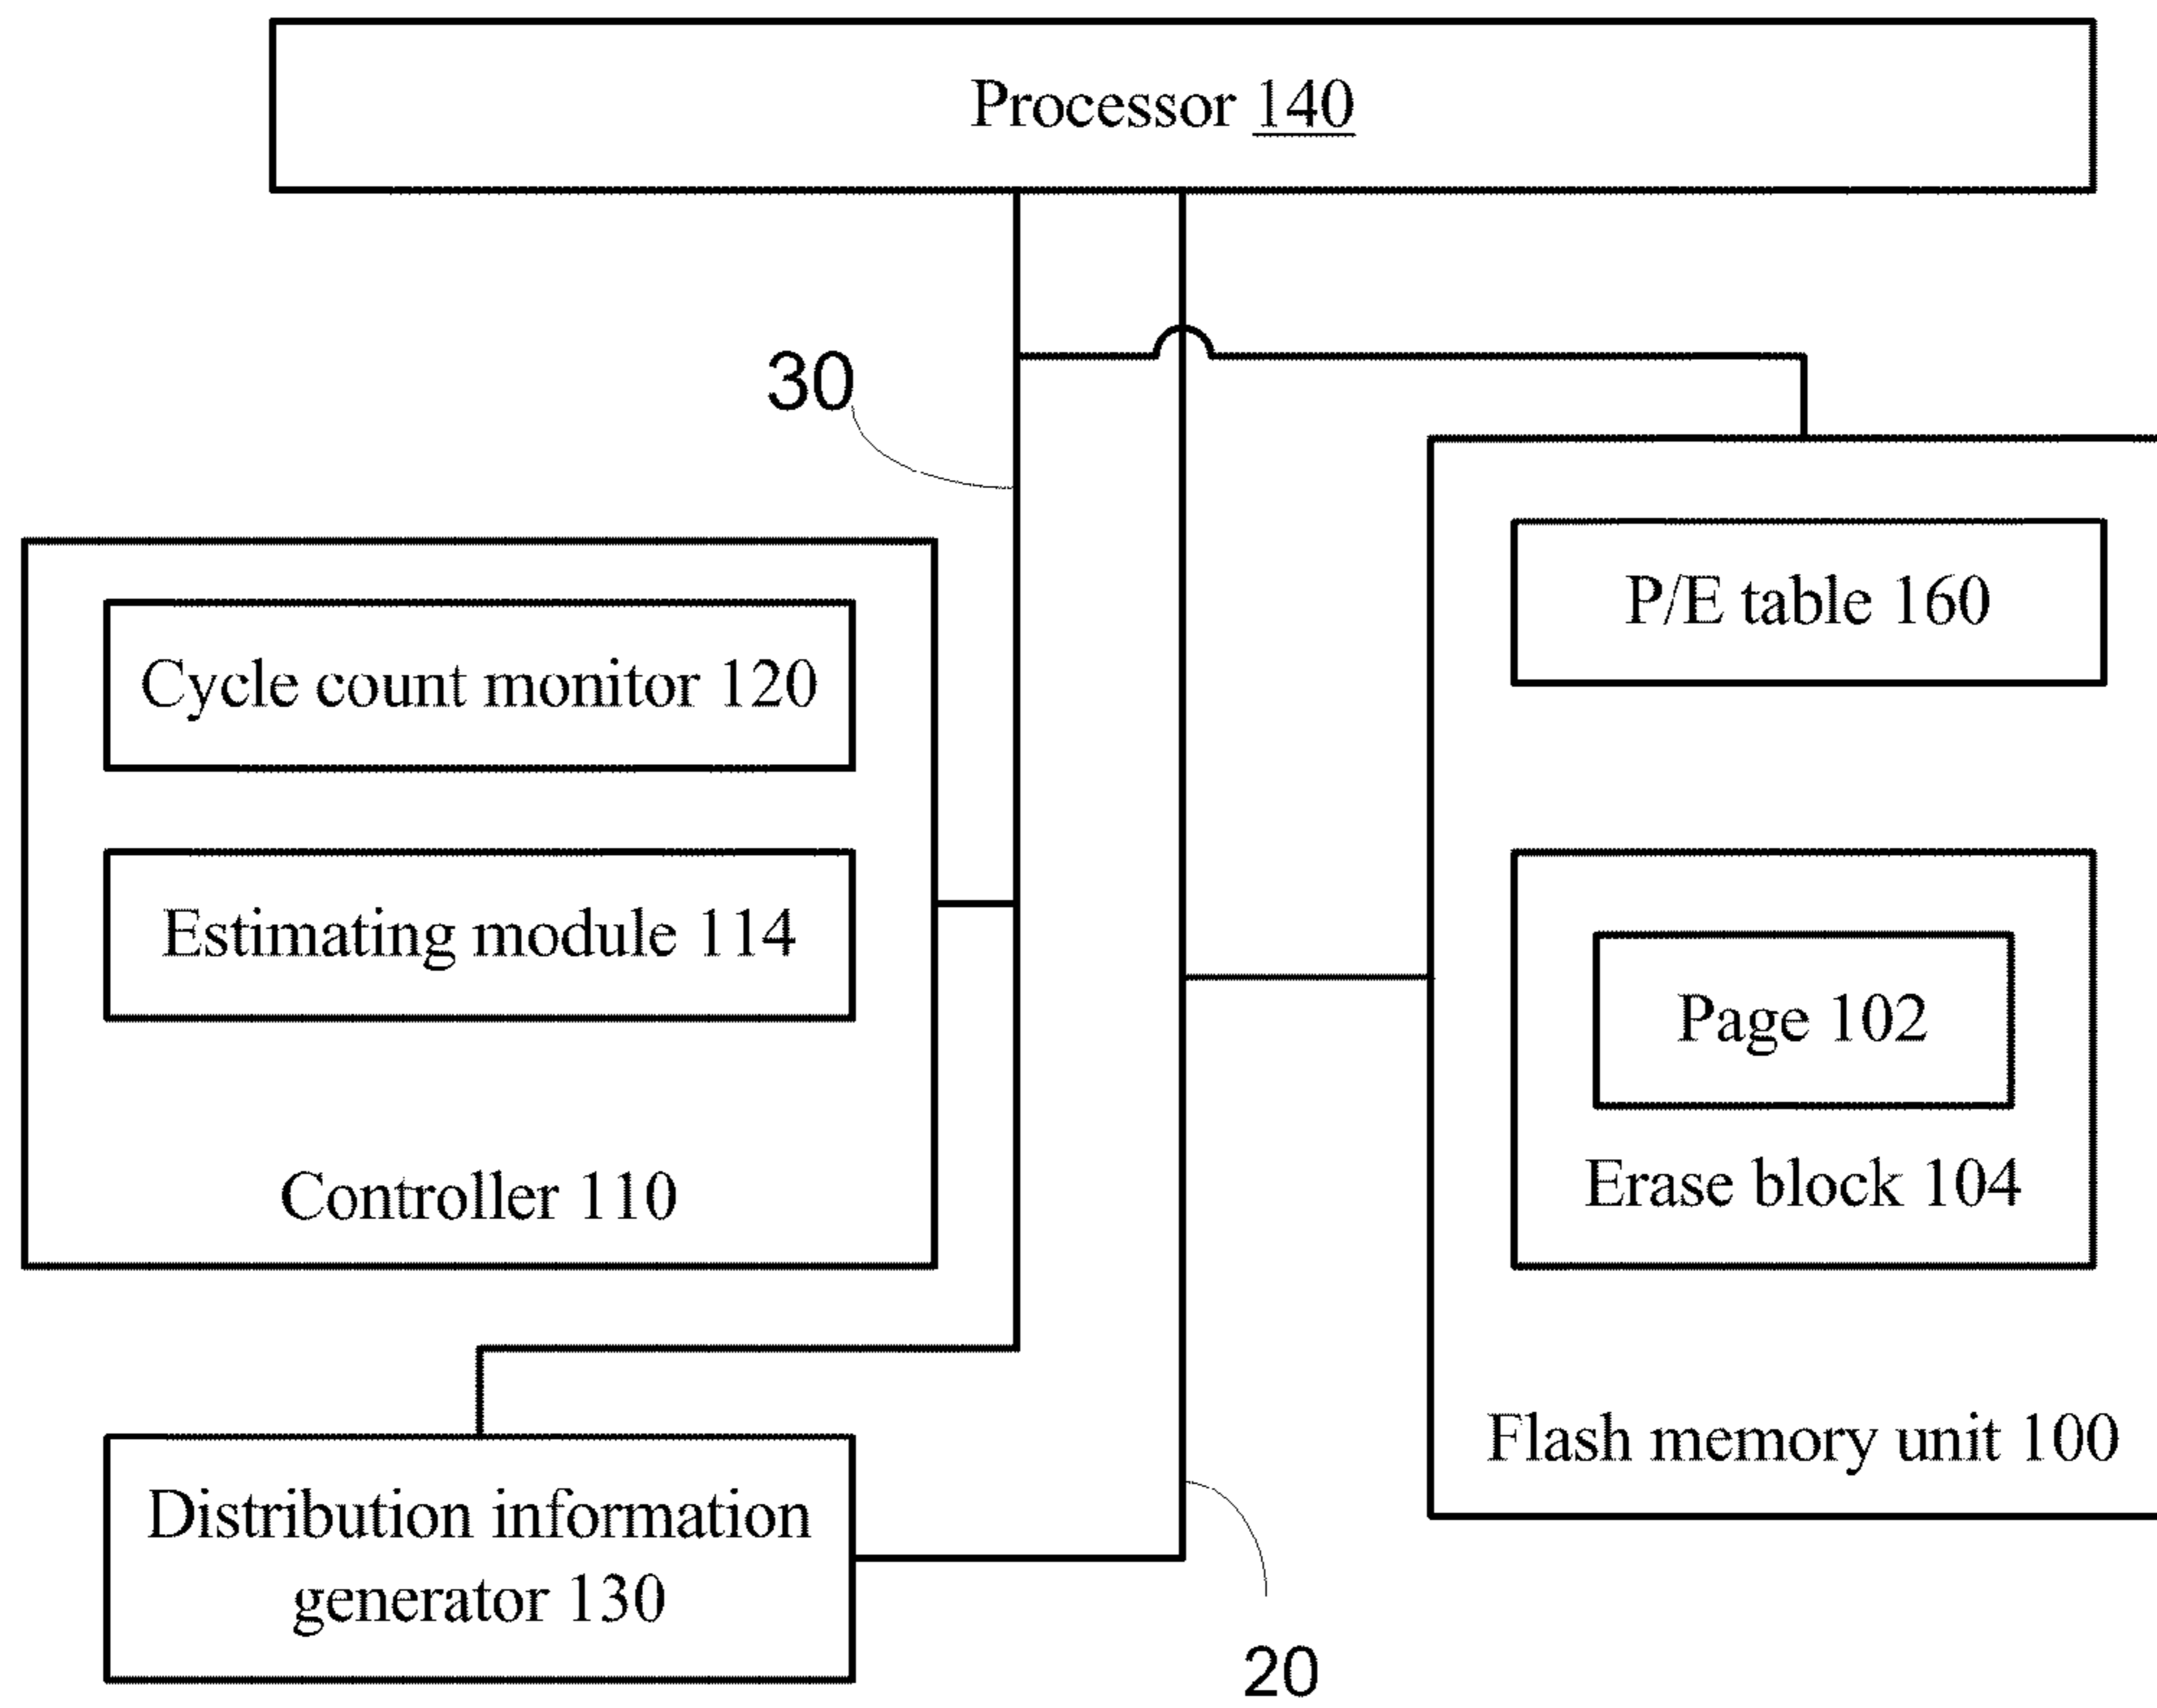 Processor 140
30
P/E table 160
Cycle count monitor 120
Estimating module 114
Page 102
Erase block 104
Controller 110
Flash memory unit 100
Distribution information
generator 130
20